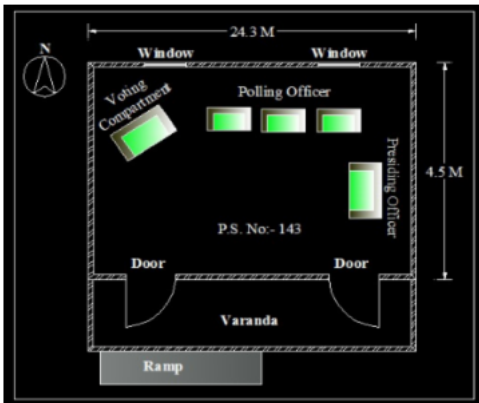 24.3 M
N
Window
Window
Voting
Compartment
Polling Officer
Presiding Officer
4.5 M
P.S. No:- 143
Door
Door
Varanda
Ramp